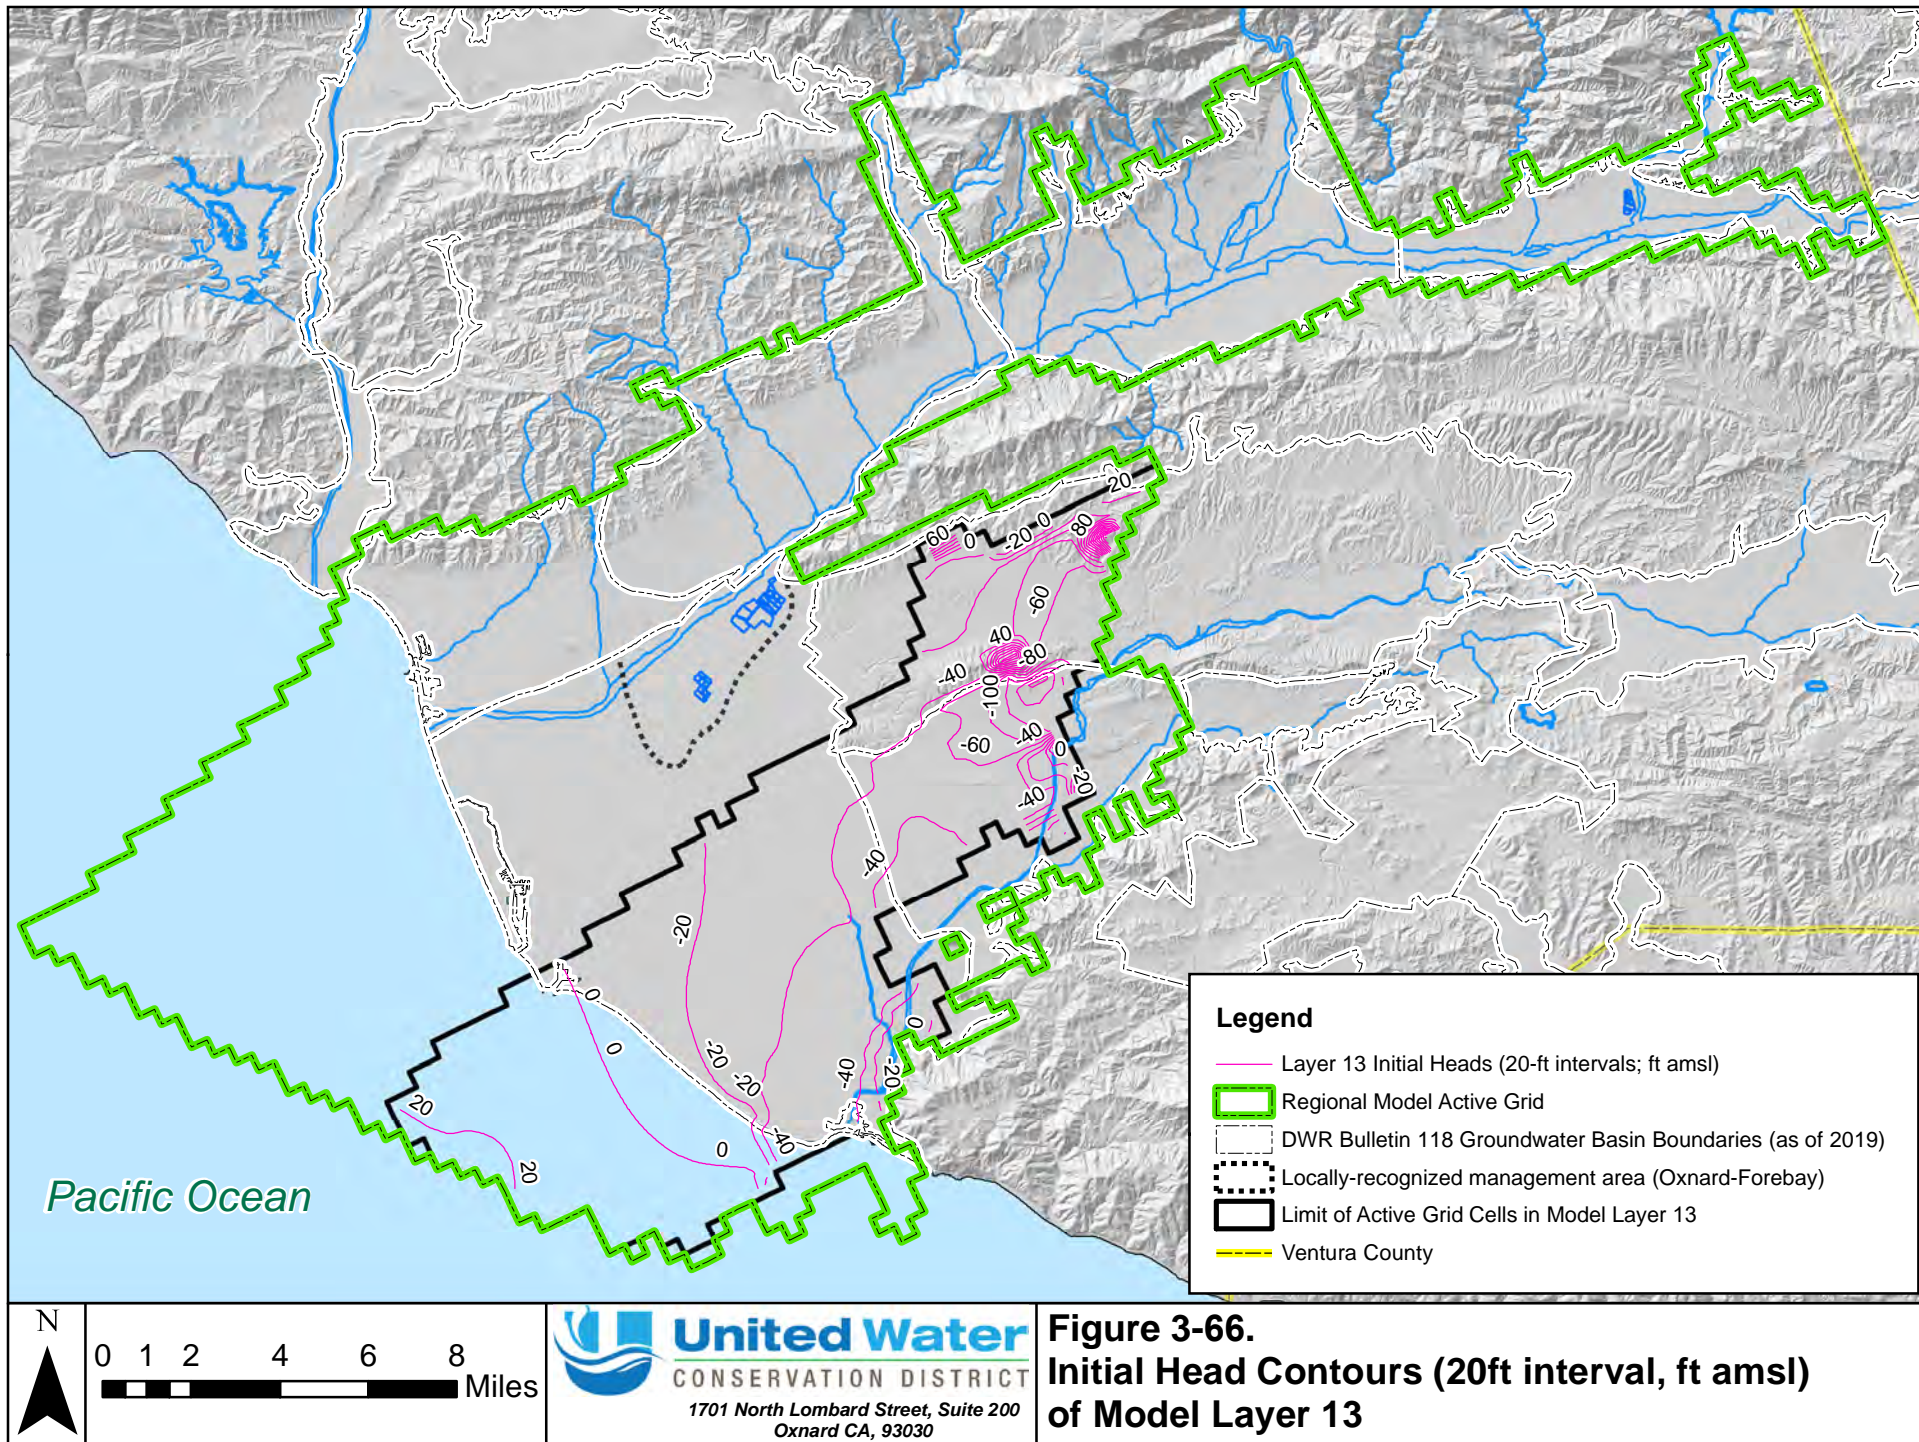 20
0
-20
80
60
0
-60
40
-80
-40
-100
-60
-40
0
-20
-40
-40
-20
0
0
-20
-20
-40
-20
0
-40
0
20
20
Pacific Ocean
Legend
Layer 13 Initial Heads (20-ft intervals; ft amsl)
Regional Model Active Grid
DWR Bulletin 118 Groundwater Basin Boundaries (as of 2019)
Locally-recognized management area (Oxnard-Forebay)
Limit of Active Grid Cells in Model Layer 13
Ventura County
N
0 1 2 4 6 8
Miles
United Water
CONSERVATION DISTRICT
1701 North Lombard Street, Suite 200
Oxnard CA, 93030
Figure 3-66.
Initial Head Contours (20ft interval, ft amsl)
of Model Layer 13